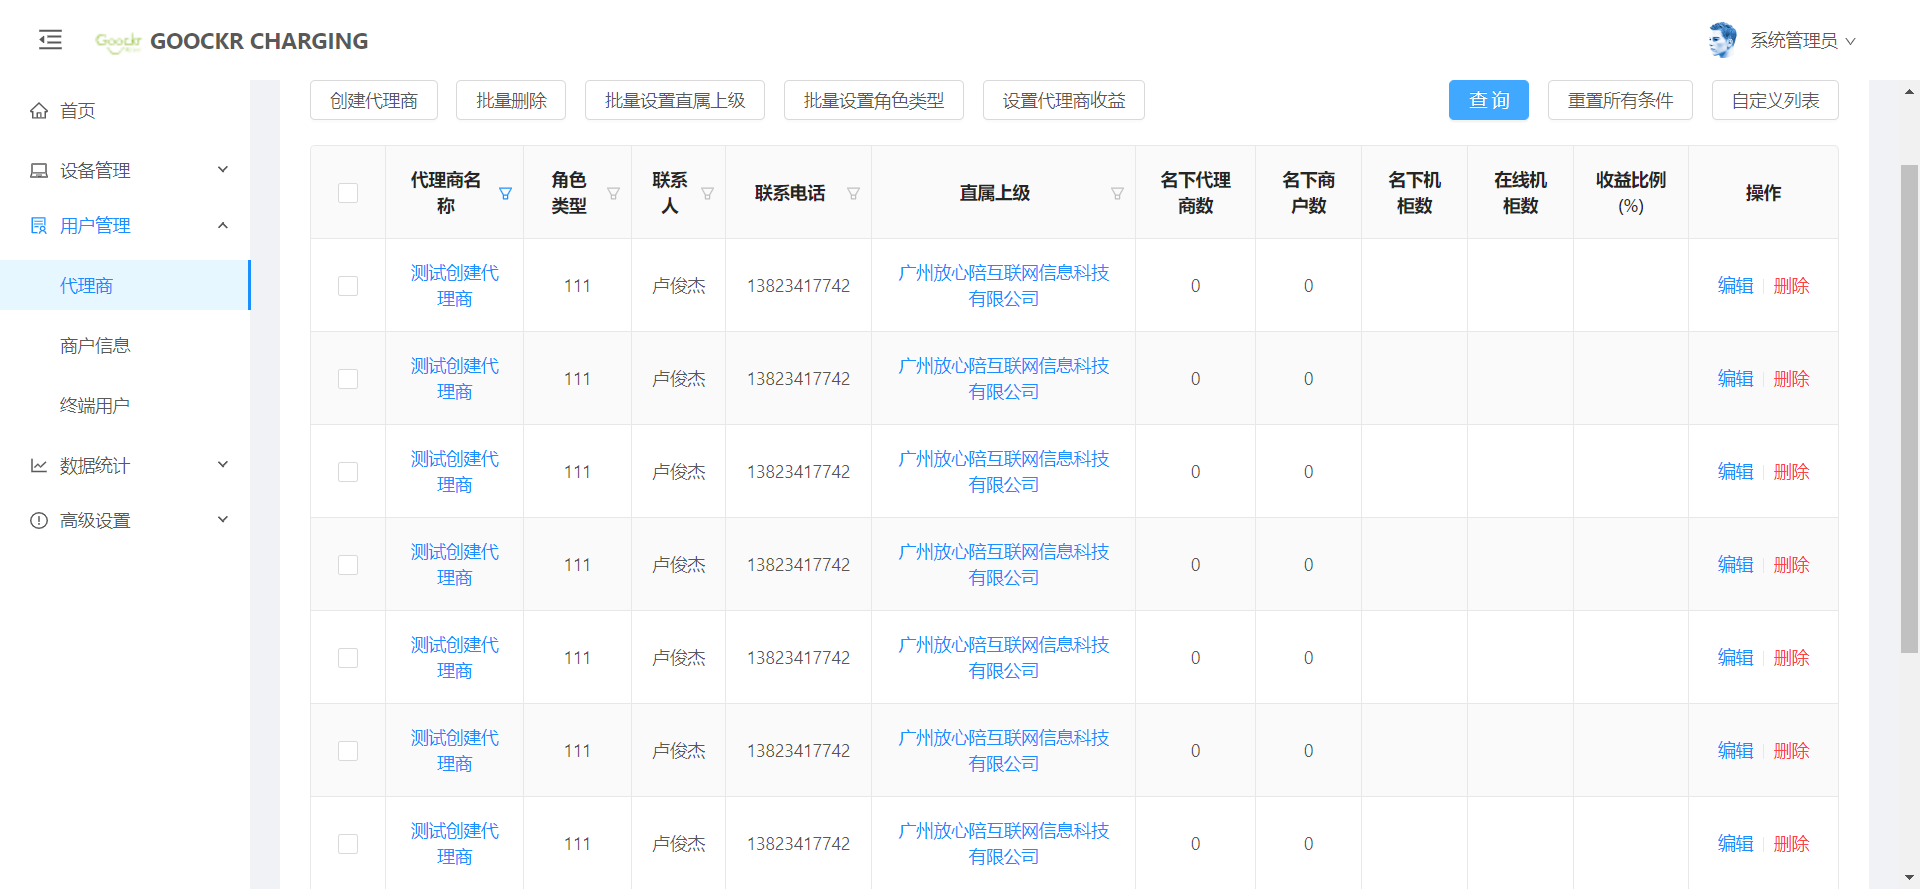 Goockr GOOCKR CHARGING
系统管理员
首页
设备管理
用户管理
代理商
商户信息
终端用户
数据统计
高级设置
创建代理商 批量删除 批量设置直属上级 批量设置角色类型 设置代理商收益 查 询 重置所有条件 自定义列表
代理商名称 角色类型 联系人 联系电话 直属上级 名下代理商数 名下商户数 名下机柜数 在线机柜数 收益比例(%) 操作
测试创建代理商 111 卢俊杰 13823417742 广州放心陪互联网信息科技有限公司 0 0 编辑 删除
测试创建代理商 111 卢俊杰 13823417742 广州放心陪互联网信息科技有限公司 0 0 编辑 删除
测试创建代理商 111 卢俊杰 13823417742 广州放心陪互联网信息科技有限公司 0 0 编辑 删除
测试创建代理商 111 卢俊杰 13823417742 广州放心陪互联网信息科技有限公司 0 0 编辑 删除
测试创建代理商 111 卢俊杰 13823417742 广州放心陪互联网信息科技有限公司 0 0 编辑 删除
测试创建代理商 111 卢俊杰 13823417742 广州放心陪互联网信息科技有限公司 0 0 编辑 删除
测试创建代理商 111 卢俊杰 13823417742 广州放心陪互联网信息科技有限公司 0 0 编辑 删除